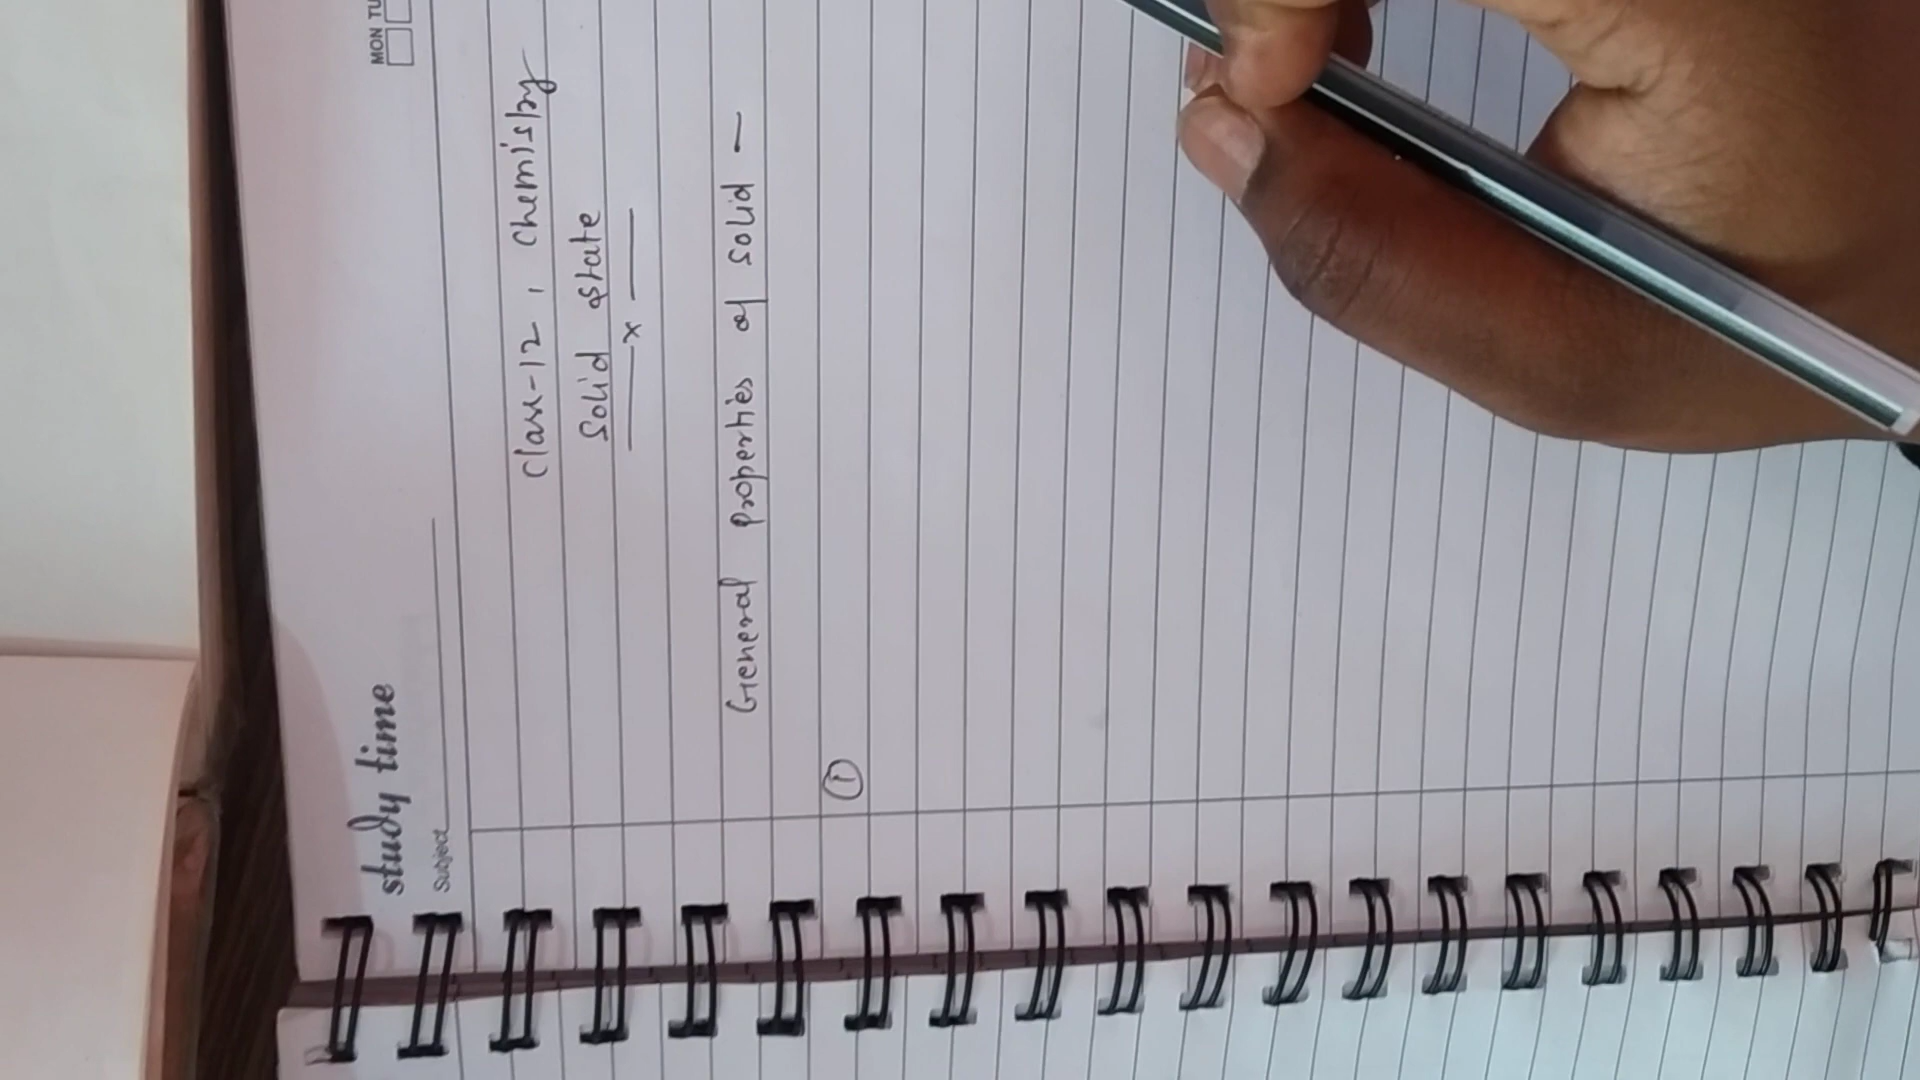 study time
MON TU
Subject
Class-12, Chemistry
Solid state
x
General properties of solid —
①